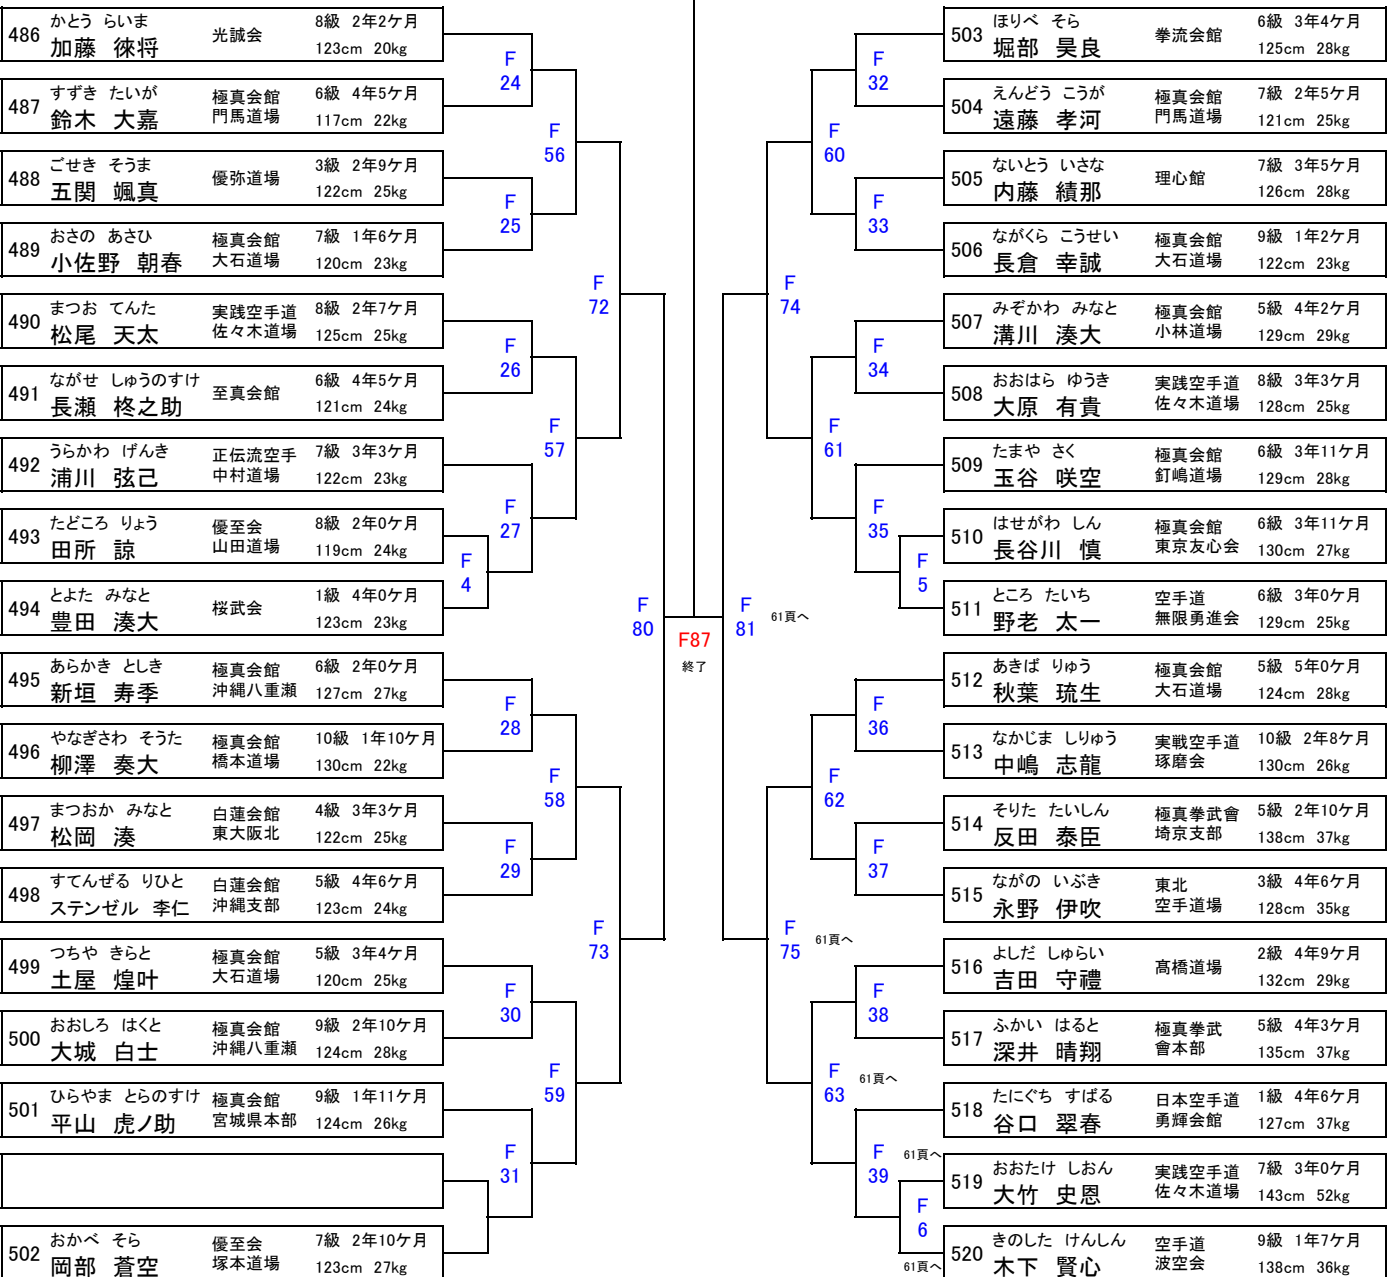 486 かとう らいま 光誠会 8級 2年2ケ月
加藤 徠将 123cm 20kg
487 すずき たいが 極真会館 6級 4年5ケ月
鈴木 大嘉 門馬道場 117cm 22kg
488 ごせき そうま 優弥道場 3級 2年9ケ月
五関 颯真 122cm 25kg
489 おさの あさひ 極真会館 7級 1年6ケ月
小佐野 朝春 大石道場 120cm 23kg
490 まつお てんた 実践空手道 8級 2年7ケ月
松尾 天太 佐々木道場 125cm 25kg
491 ながせ しゅうのすけ 至真会館 6級 4年5ケ月
長瀬 柊之助 121cm 24kg
492 うらかわ げんき 正伝流空手 7級 3年3ケ月
浦川 弦己 中村道場 122cm 23kg
493 たどころ りょう 優至会 8級 2年0ケ月
田所 諒 山田道場 119cm 24kg
494 とよた みなと 桜武会 1級 4年0ケ月
豊田 湊大 123cm 23kg
495 あらかき としき 極真会館 6級 2年0ケ月
新垣 寿季 沖縄八重瀬 127cm 27kg
496 やなぎさわ そうた 極真会館 10級 1年10ケ月
柳澤 奏大 橋本道場 130cm 22kg
497 まつおか みなと 白蓮会館 4級 3年3ケ月
松岡 湊 東大阪北 122cm 25kg
498 すてんぜる りひと 白蓮会館 5級 4年6ケ月
ステンゼル 李仁 沖縄支部 123cm 24kg
499 つちや きらと 極真会館 5級 3年4ケ月
土屋 煌叶 大石道場 120cm 25kg
500 おおしろ はくと 極真会館 9級 2年10ケ月
大城 白士 沖縄八重瀬 124cm 28kg
501 ひらやま とらのすけ 極真会館 9級 1年11ケ月
平山 虎ノ助 宮城県本部 124cm 26kg
502 おかべ そら 優至会 7級 2年10ケ月
岡部 蒼空 塚本道場 123cm 27kg
F
24
F
25
F
26
F
27
F
4
F
28
F
29
F
30
F
31
F
56
F
57
F
58
F
59
F
72
F
73
F
80
F87
終了
F
81 61頁へ
F
74
F
75 61頁へ
F
60
F
61
F
62
F
63 61頁へ
F
32
F
33
F
34
F
35
F
5
F
36
F
37
F
38
F
39 61頁へ
F
6
61頁へ
503 ほりべ そら 拳流会館 6級 3年4ケ月
堀部 昊良 125cm 28kg
504 えんどう こうが 極真会館 7級 2年5ケ月
遠藤 孝河 門馬道場 121cm 25kg
505 ないとう いさな 理心館 7級 3年5ケ月
内藤 績那 126cm 28kg
506 ながくら こうせい 極真会館 9級 1年2ケ月
長倉 幸誠 大石道場 122cm 23kg
507 みぞかわ みなと 極真会館 5級 4年2ケ月
溝川 湊大 小林道場 129cm 29kg
508 おおはら ゆうき 実践空手道 8級 3年3ケ月
大原 有貴 佐々木道場 128cm 25kg
509 たまや さく 極真会館 6級 3年11ケ月
玉谷 咲空 釘嶋道場 129cm 28kg
510 はせがわ しん 極真会館 6級 3年11ケ月
長谷川 慎 東京友心会 130cm 27kg
511 ところ たいち 空手道 6級 3年0ケ月
野老 太一 無限勇進会 129cm 25kg
512 あきば りゅう 極真会館 5級 5年0ケ月
秋葉 琉生 大石道場 124cm 28kg
513 なかじま しりゅう 実戦空手道 10級 2年8ケ月
中嶋 志龍 琢磨会 130cm 26kg
514 そりた たいしん 極真拳武會 5級 2年10ケ月
反田 泰臣 埼京支部 138cm 37kg
515 ながの いぶき 東北 3級 4年6ケ月
永野 伊吹 空手道場 128cm 35kg
516 よしだ しゅらい 髙橋道場 2級 4年9ケ月
吉田 守禮 132cm 29kg
517 ふかい はると 極真拳武 5級 4年3ケ月
深井 晴翔 會本部 135cm 37kg
518 たにぐち すばる 日本空手道 1級 4年6ケ月
谷口 翠春 勇輝会館 127cm 37kg
519 おおたけ しおん 実践空手道 7級 3年0ケ月
大竹 史恩 佐々木道場 143cm 52kg
520 きのした けんしん 空手道 9級 1年7ケ月
木下 賢心 波空会 138cm 36kg